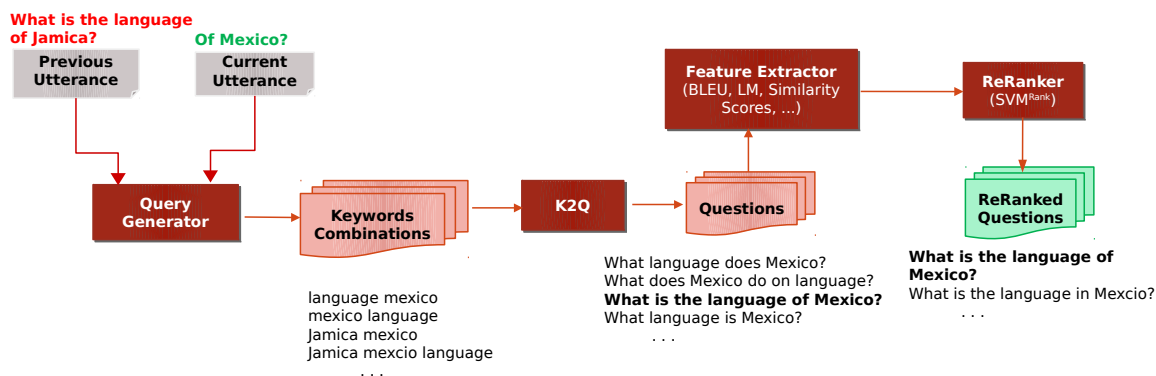 What is the language
of Jamica?
Of Mexico?
Previous
Utterance
Current
Utterance
Query
Generator
Keywords
Combinations
language mexico
mexico language
Jamica mexico
Jamica mexcio language
. . .
K2Q
Questions
What language does Mexico?
What does Mexico do on language?
What is the language of Mexico?
What language is Mexico?
. . .
Feature Extractor
(BLEU, LM, Similarity
Scores, ...)
ReRanker
(SVMRank)
ReRanked
Questions
What is the language of
Mexico?
What is the language in Mexcio?
. . .